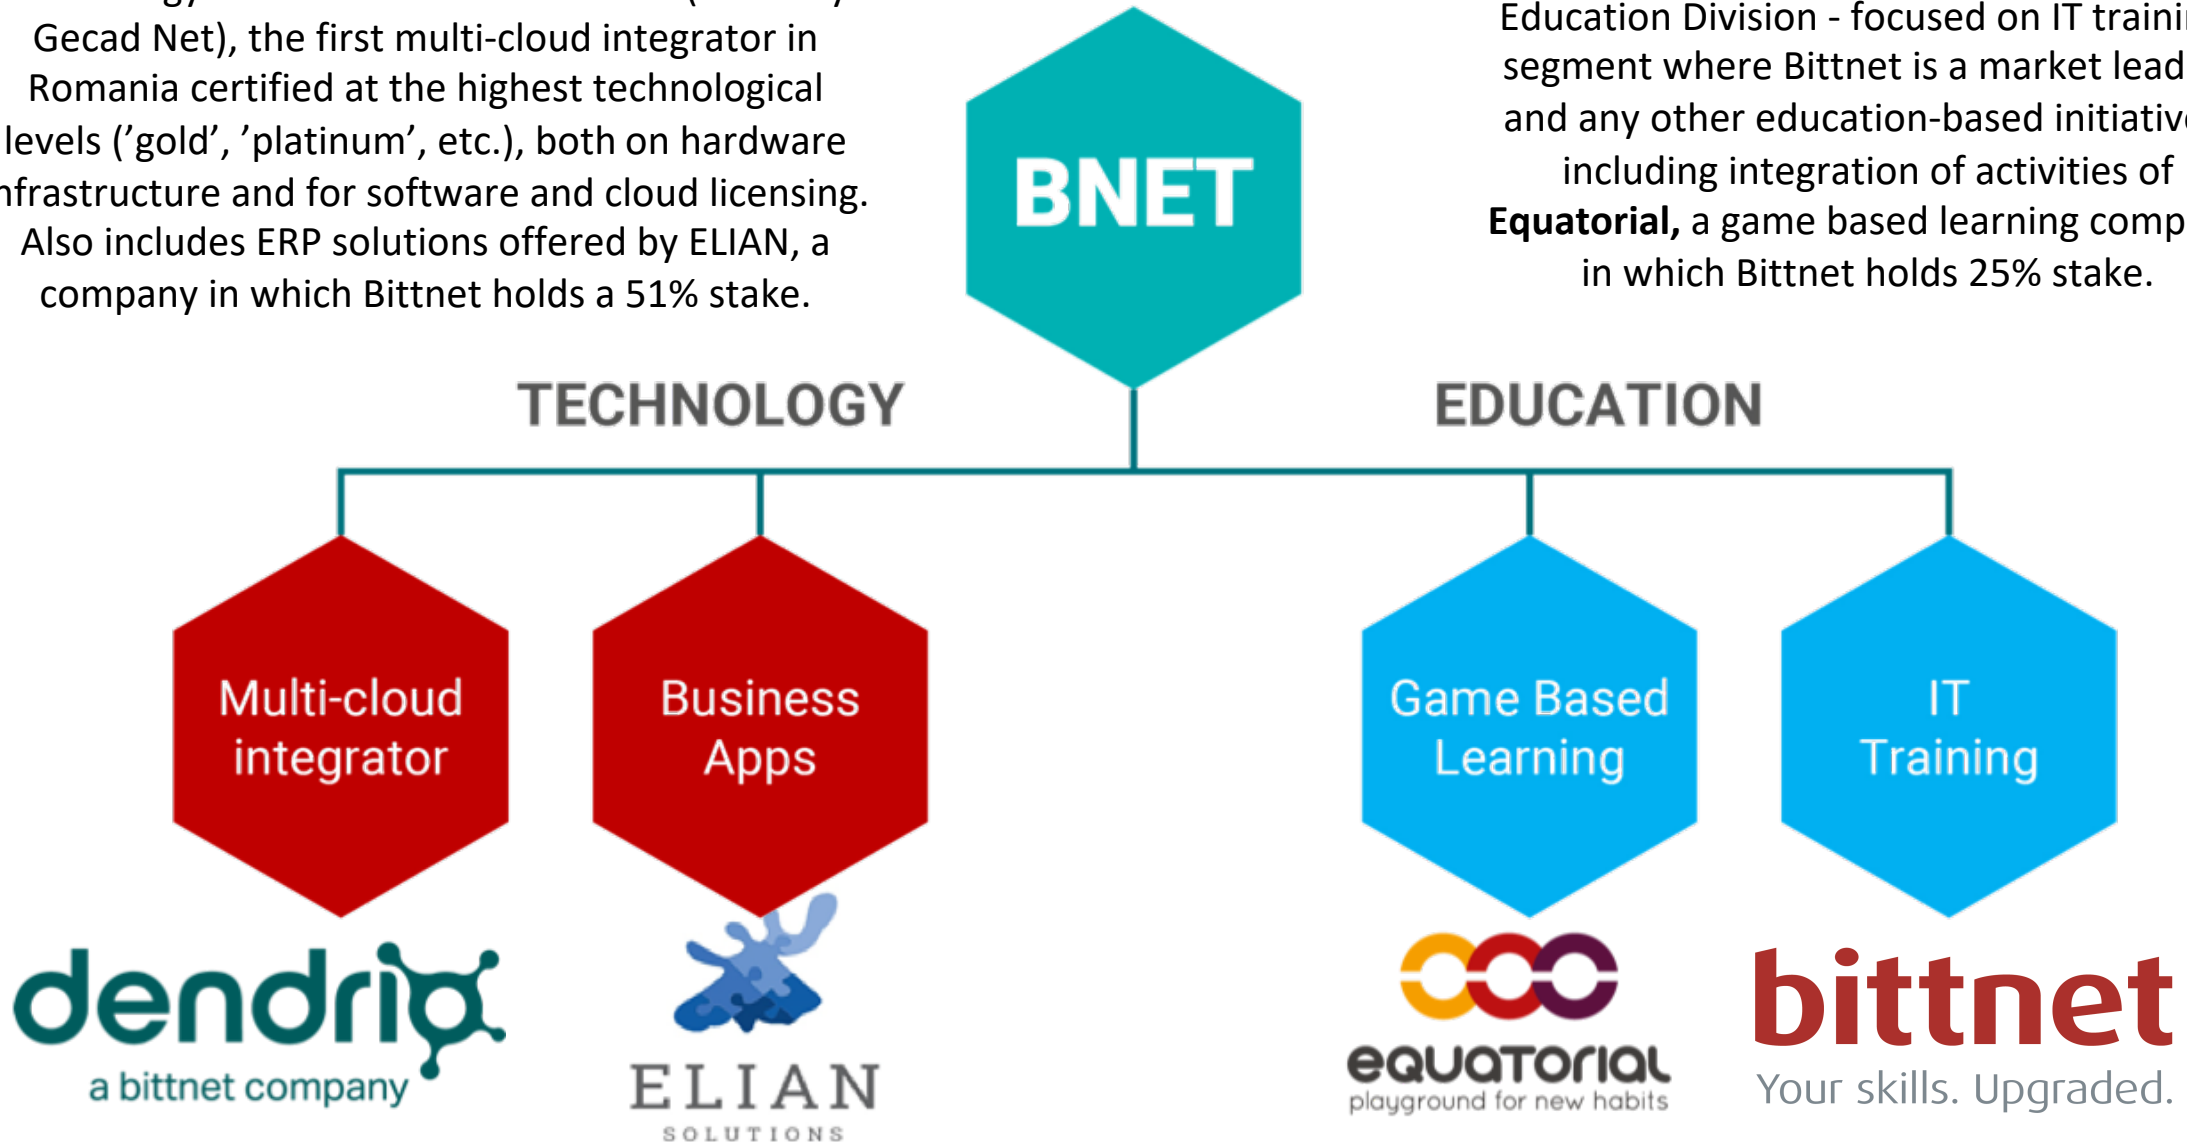 Gecad Net), the first multi-cloud integrator in
Romania certified at the highest technological
levels (’gold’, ’platinum’, etc.), both on hardware
nfrastructure and for software and cloud licensing.
Also includes ERP solutions offered by ELIAN, a
company in which Bittnet holds a 51% stake.
Education Division - focused on IT traini
segment where Bittnet is a market lead
and any other education-based initiativ
including integration of activities of
Equatorial, a game based learning comp
in which Bittnet holds 25% stake.
BNET
TECHNOLOGY
EDUCATION
Multi-cloud
integrator
Business
Apps
Game Based
Learning
IT
Training
dendrio
a bittnet company
ELIAN
SOLUTIONS
equatorial
playground for new habits
bittnet
Your skills. Upgraded.